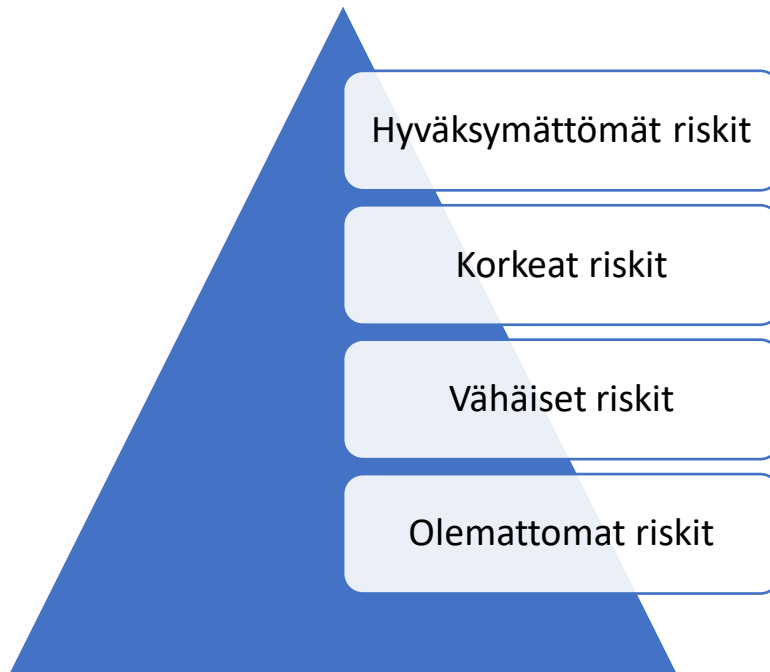 Hyväksymättömät riskit
Korkeat riskit
Vähäiset riskit
Olemattomat riskit